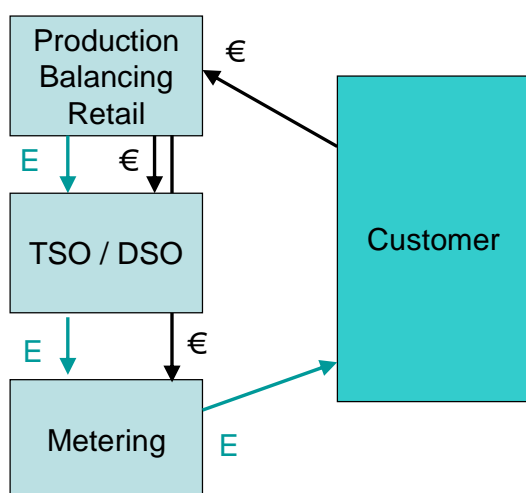 Production
Balancing
Retail
€
E
€
TSO / DSO
Customer
E
€
Metering
E